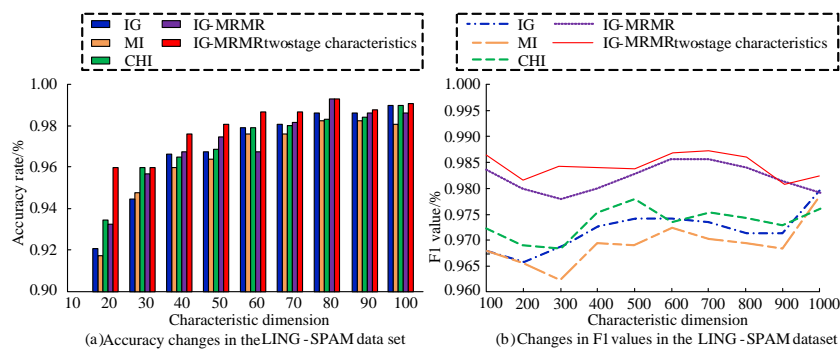 IG IG-MRMR
MI IG-MRMRtwostage characteristics
CHI
1.00
0.98
0.96
0.94
0.92
0.90
Accuracy rate/%
10 20 30 40 50 60 70 80 90 100
Characteristic dimension
(a)Accuracy changes in the LING - SPAM data set
IG IG-MRMR
MI IG-MRMRtwostage characteristics
CHI
1.000
0.995
0.990
0.985
0.980
0.975
0.970
0.965
0.960
F1 value/%
100 200 300 400 500 600 700 800 900 1000
Characteristic dimension
(b) Changes in F1 values in the LING - SPAM dataset